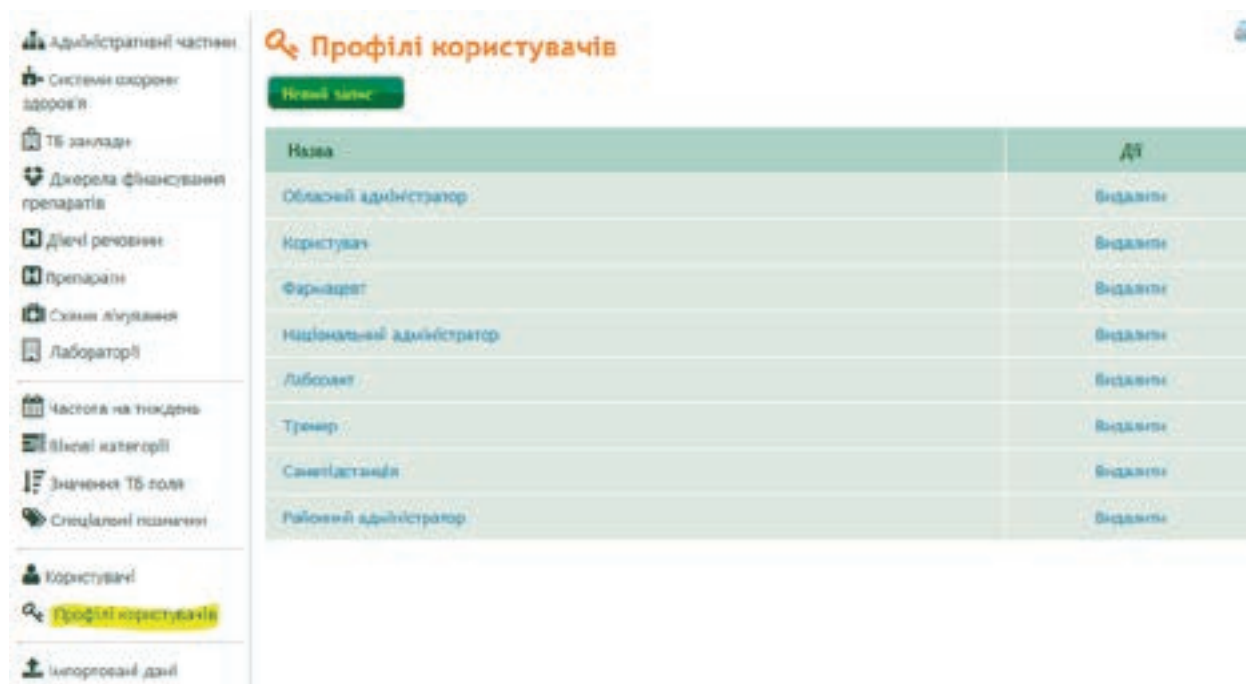 Адміністративні частини
Системи охорони
здоров'я
ТБ заклади
Джерела фінансування
препаратів
Діючі речовини
Препарати
Схеми лікування
Лабораторії
Частота на тиждень
Вікові категорії
Значення ТБ поля
Спеціальні позначки
Користувачі
Профілі користувачів
Імпортовані дані
Профілі користувачів
Новий запис
Назва Дії
Обласний адміністратор Видалити
Користувач Видалити
Фармацевт Видалити
Національний адміністратор Видалити
Лаборант Видалити
Тренер Видалити
Санепідстанція Видалити
Районний адміністратор Видалити